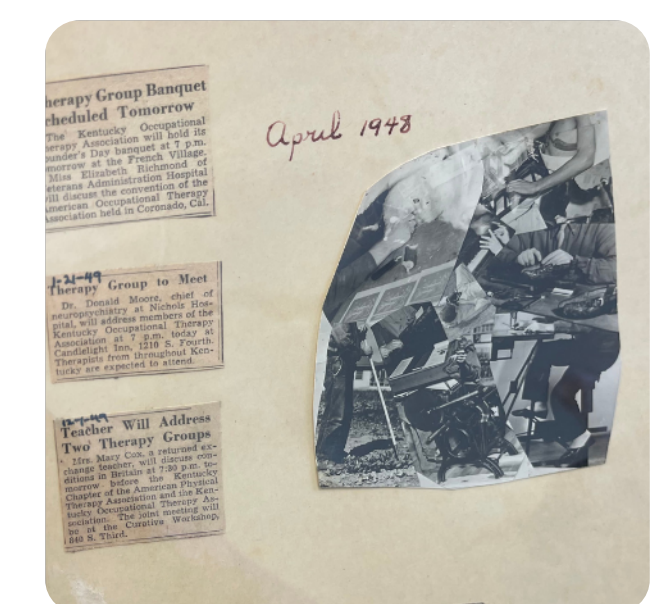 herapy Group Banquet
cheduled Tomorrow
The Kentucky Occupational
erapy Association will hold its
ounder's Day banquet at 7 p.m.
morrow at the French Village.
Miss Elizabeth Richmond of
eterans Administration Hospital
ill discuss the convention of the
merican Occupational Therapy
ssociation held in Coronado, Cal.
April 1948
1-21-49
Therapy Group to Meet
Dr. Donald Moore, chief of
neuropsychiatry at Nichols Hos-
pital, will address members of the
Kentucky Occupational Therapy
Association at 7 p.m. today at
Candlelight Inn, 1210 S. Fourth.
Therapists from throughout Ken-
tucky are expected to attend.
Teacher Will Address
Two Therapy Groups
Mrs. Mary Cox, a returned ex-
change teacher, will discuss con-
ditions in Britain at 7:30 p.m. to-
morrow before the Kentucky
Chapter of the American Physical
Therapy Association and the Ken-
tucky Occupational Therapy As-
sociation. The joint meeting will
be at the Curative Workshop,
840 S. Third.